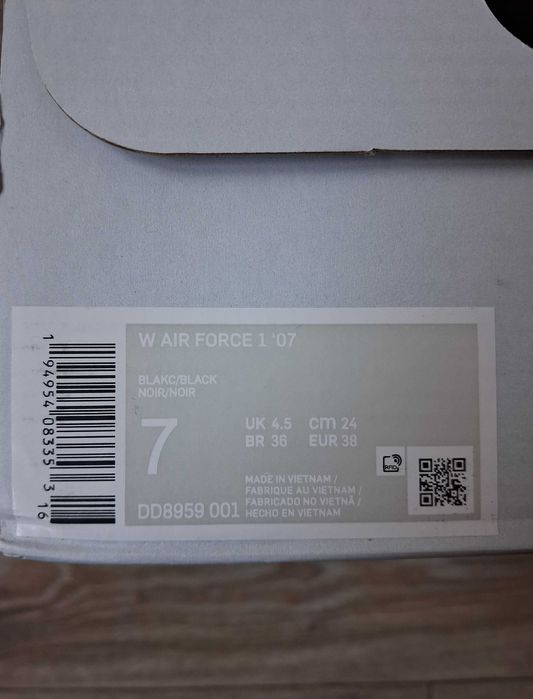 W AIR FORCE 1 '07
BLAKC/BLACK
NOIR/NOIR
7
UK 4.5 cm 24
BR 36 EUR 38
RFID
MADE IN VIETNAM /
FABRIQUE AU VIETNAM /
FABRICADO NO VIETNÃ /
HECHO EN VIETNAM
DD8959 001
1 94954 08335 3 16